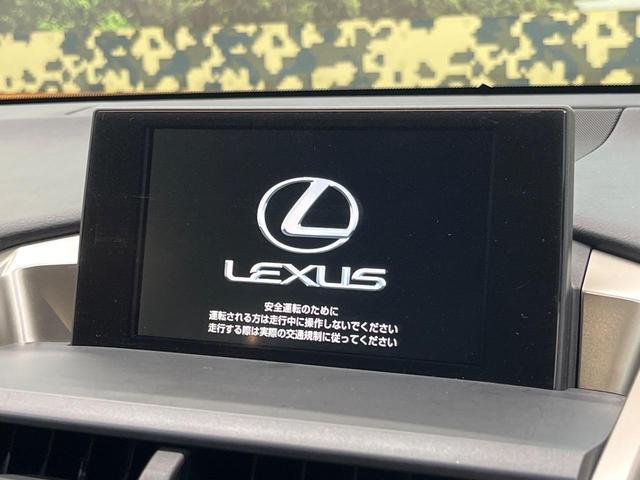 LEXUS
安全運転のために
運転される方は走行中に操作しないでください
走行する際は実際の交通規制に従ってください